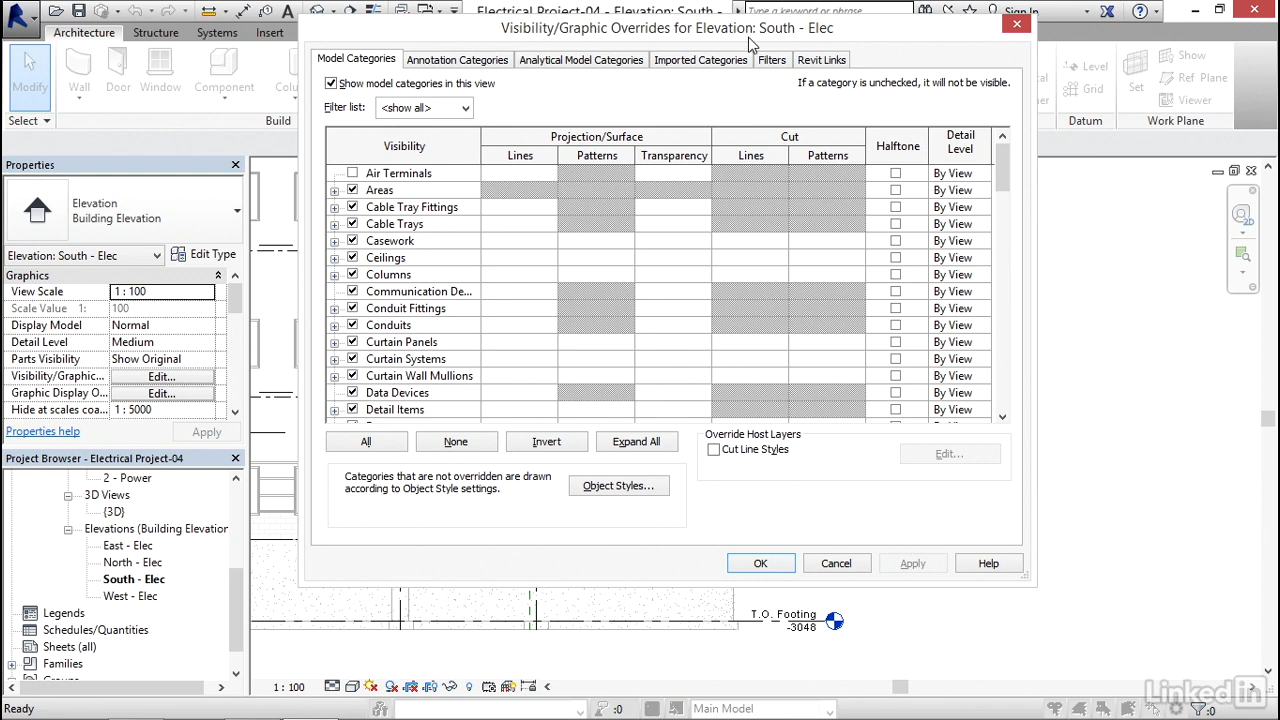 Electrical Project-04 - Elevation: South -
Type a keyword or phrase
Sign In
Architecture Structure Systems Insert
Modify
Wall
Door
Window
Component
Select
Build
Level
Grid
Datum
Set
Show
Ref Plane
Viewer
Work Plane
Visibility/Graphic Overrides for Elevation: South - Elec
Model Categories Annotation Categories Analytical Model Categories Imported Categories Filters Revit Links
Show model categories in this view
If a category is unchecked, it will not be visible.
Filter list: <show all>
Visibility Projection/Surface Cut Halftone Detail Level
Lines Patterns Transparency Lines Patterns
Air Terminals By View
Areas By View
Cable Tray Fittings By View
Cable Trays By View
Casework By View
Ceilings By View
Columns By View
Communication De... By View
Conduit Fittings By View
Conduits By View
Curtain Panels By View
Curtain Systems By View
Curtain Wall Mullions By View
Data Devices By View
Detail Items By View
All None Invert Expand All
Override Host Layers
Cut Line Styles
Edit...
Categories that are not overridden are drawn
according to Object Style settings.
Object Styles...
OK Cancel Apply Help
Properties
Elevation
Building Elevation
Elevation: South - Elec
Edit Type
Graphics
View Scale 1 : 100
Scale Value 1: 100
Display Model Normal
Detail Level Medium
Parts Visibility Show Original
Visibility/Graphic... Edit...
Graphic Display O... Edit...
Hide at scales coa... 1 : 5000
Properties help
Apply
Project Browser - Electrical Project-04
2 - Power
3D Views
{3D}
Elevations (Building Elevation
East - Elec
North - Elec
South - Elec
West - Elec
Legends
Schedules/Quantities
Sheets (all)
Families
T.O. Footing
-3048
2D
1 : 100
Ready
:0
Main Model
:0
LinkedIn